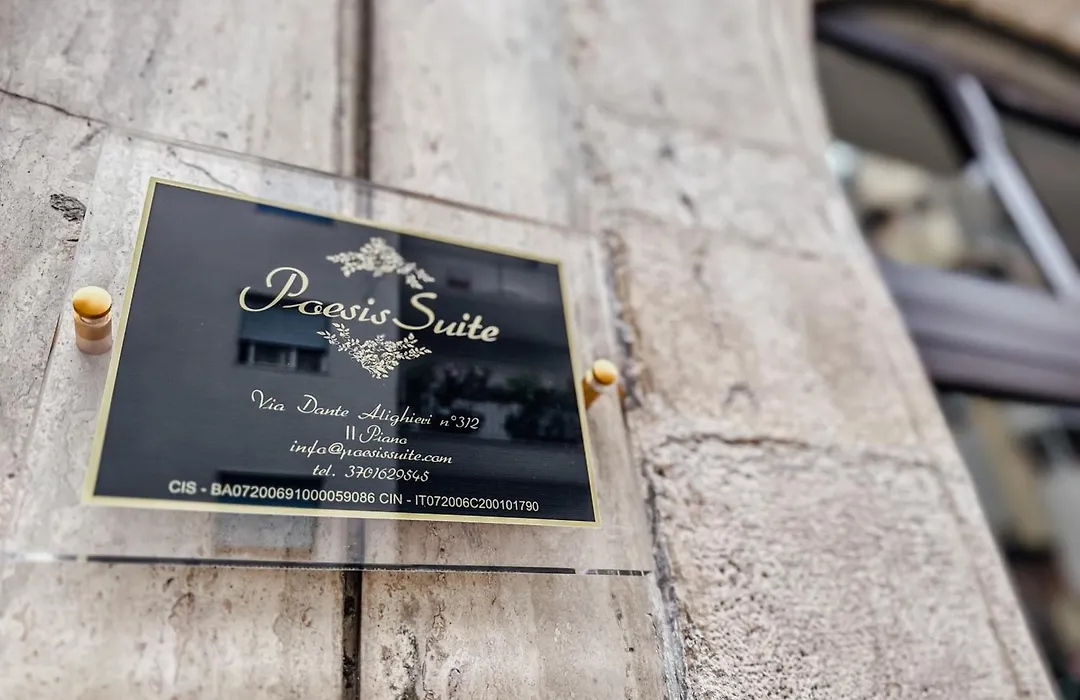 Poesis Suite
Via Dante Alighieri n°312
II Piano
info@poesissuite.com
tel. 3701629545
CIS - BA07200691000059086 CIN - IT072006C200101790